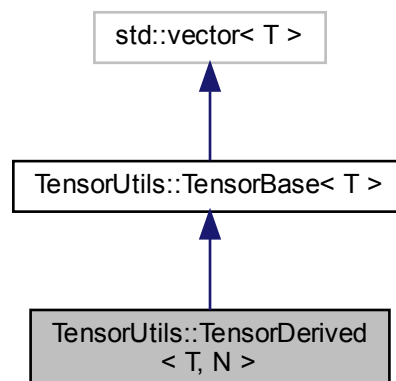 std::vector< T >
TensorUtils::TensorBase< T >
TensorUtils::TensorDerived
< T, N >